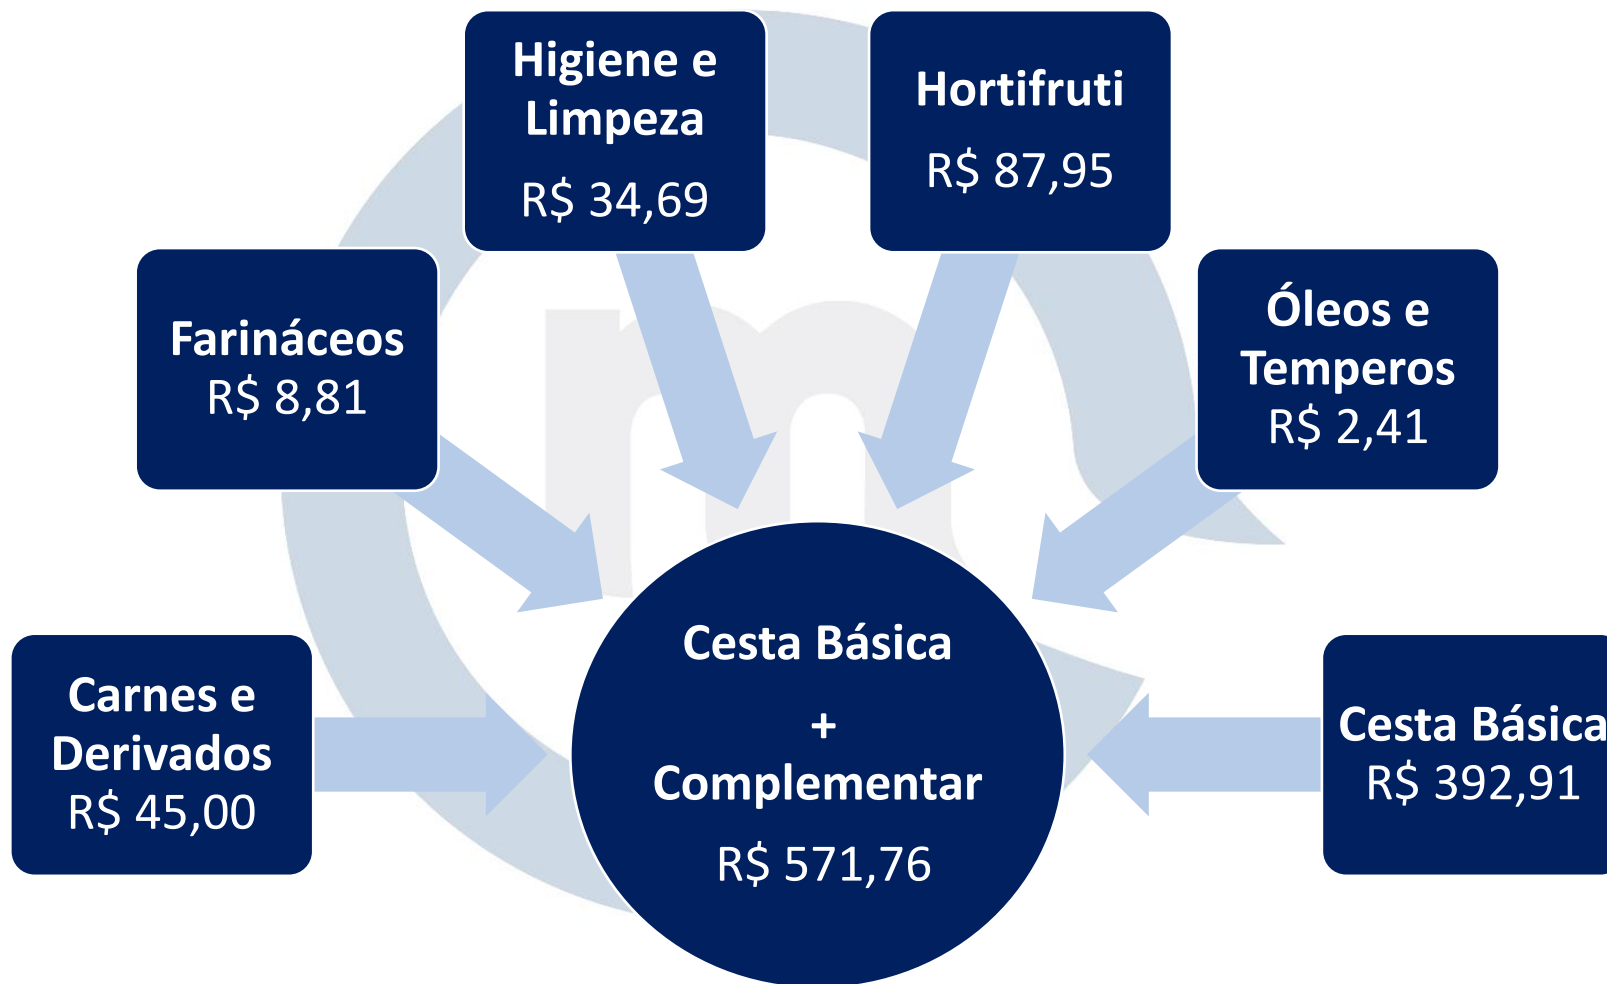 Higiene e
Limpeza
R$ 34,69
Hortifruti
R$ 87,95
Farináceos
R$ 8,81
Óleos e
Temperos
R$ 2,41
Carnes e
Derivados
R$ 45,00
Cesta Básica
+
Complementar
R$ 571,76
Cesta Básica
R$ 392,91